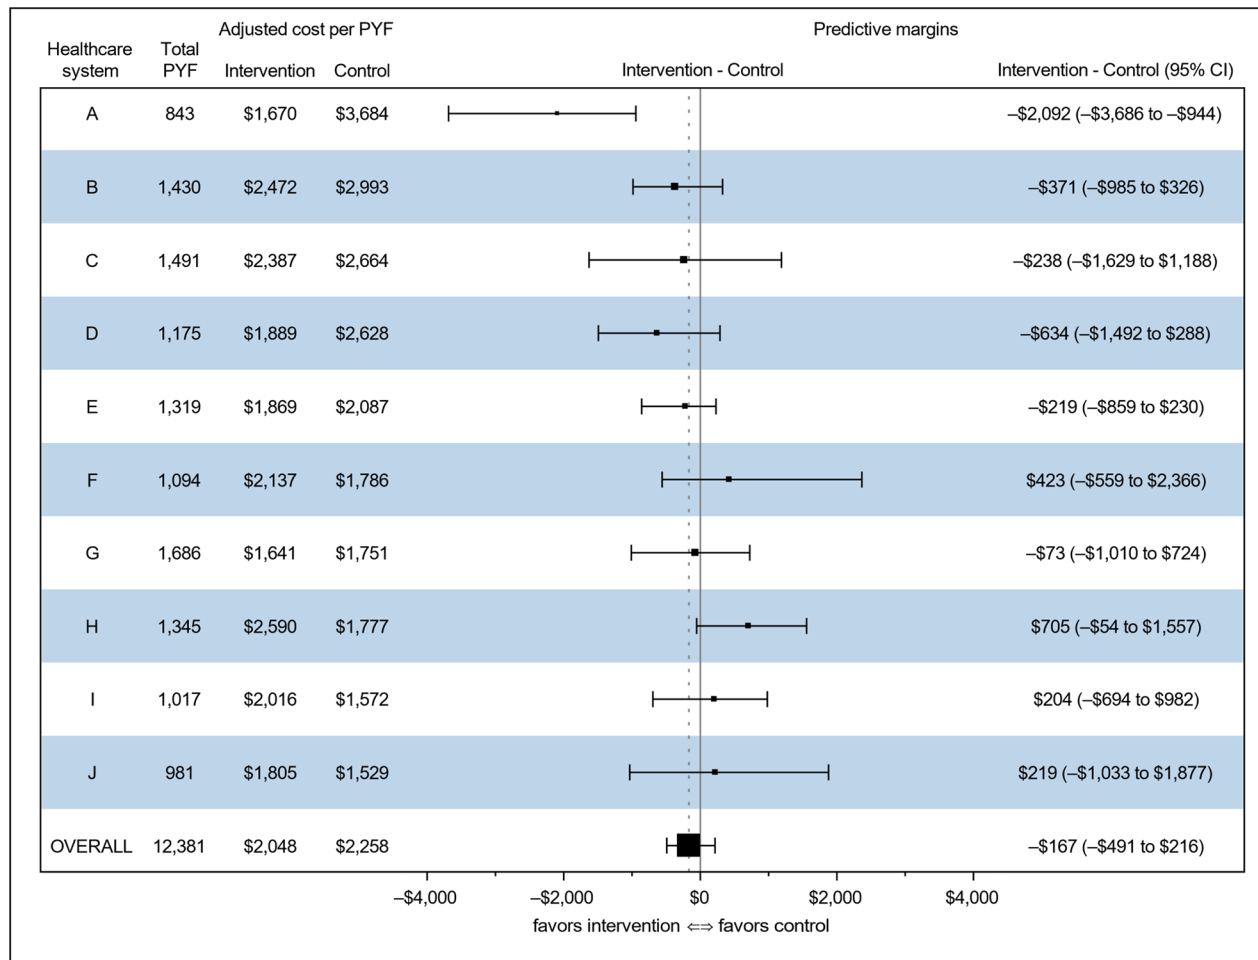 Adjusted cost per PYF Predictive margins
Healthcare system Total PYF Intervention Control Intervention - Control Intervention - Control (95% CI)
A 843 $1,670 $3,684 –$2,092 (–$3,686 to –$944)
B 1,430 $2,472 $2,993 –$371 (–$985 to $326)
C 1,491 $2,387 $2,664 –$238 (–$1,629 to $1,188)
D 1,175 $1,889 $2,628 –$634 (–$1,492 to $288)
E 1,319 $1,869 $2,087 –$219 (–$859 to $230)
F 1,094 $2,137 $1,786 $423 (–$559 to $2,366)
G 1,686 $1,641 $1,751 –$73 (–$1,010 to $724)
H 1,345 $2,590 $1,777 $705 (–$54 to $1,557)
I 1,017 $2,016 $1,572 $204 (–$694 to $982)
J 981 $1,805 $1,529 $219 (–$1,033 to $1,877)
OVERALL 12,381 $2,048 $2,258 –$167 (–$491 to $216)
–$4,000 –$2,000 $0 $2,000 $4,000
favors intervention ⇐⇒ favors control